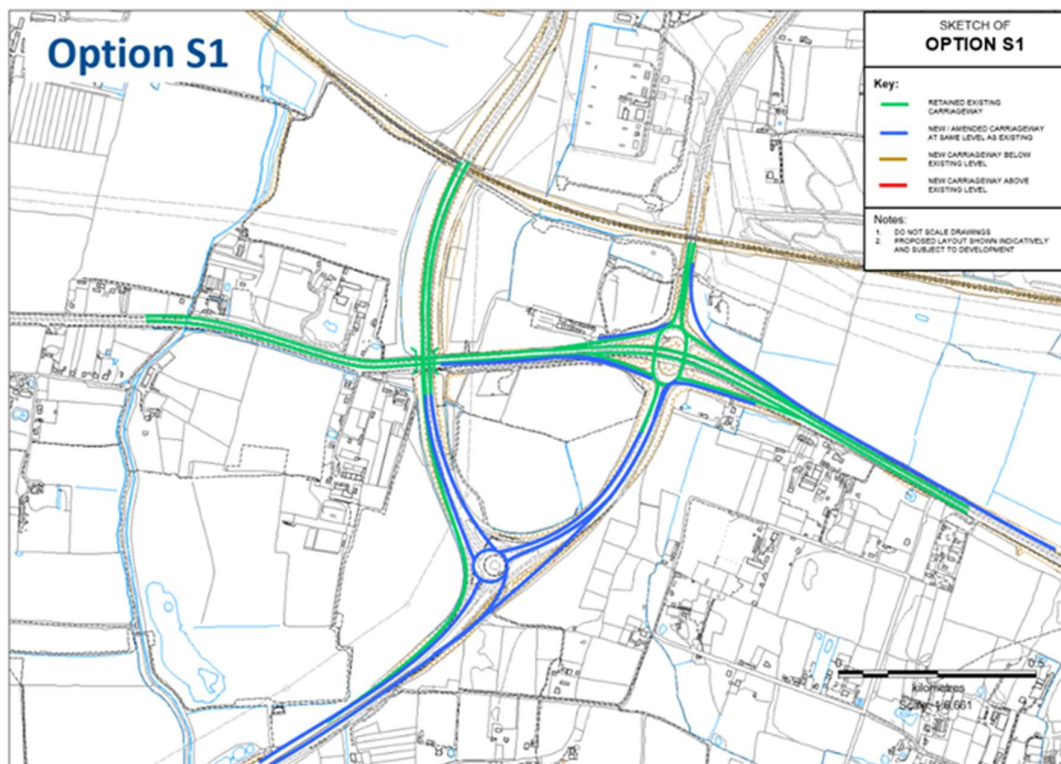 Option S1
SKETCH OF
OPTION S1
Key:
RETAINED EXISTING
CARRIAGEWAY
NEW / AMENDED CARRIAGEWAY
AT SAME LEVEL AS EXISTING
NEW CARRIAGEWAY BELOW
EXISTING LEVEL
NEW CARRIAGEWAY ABOVE
EXISTING LEVEL
Notes:
1. DO NOT SCALE DRAWINGS
2. PROPOSED LAYOUT SHOWN INDICATIVELY
AND SUBJECT TO DEVELOPMENT
0 0.5
kilometres